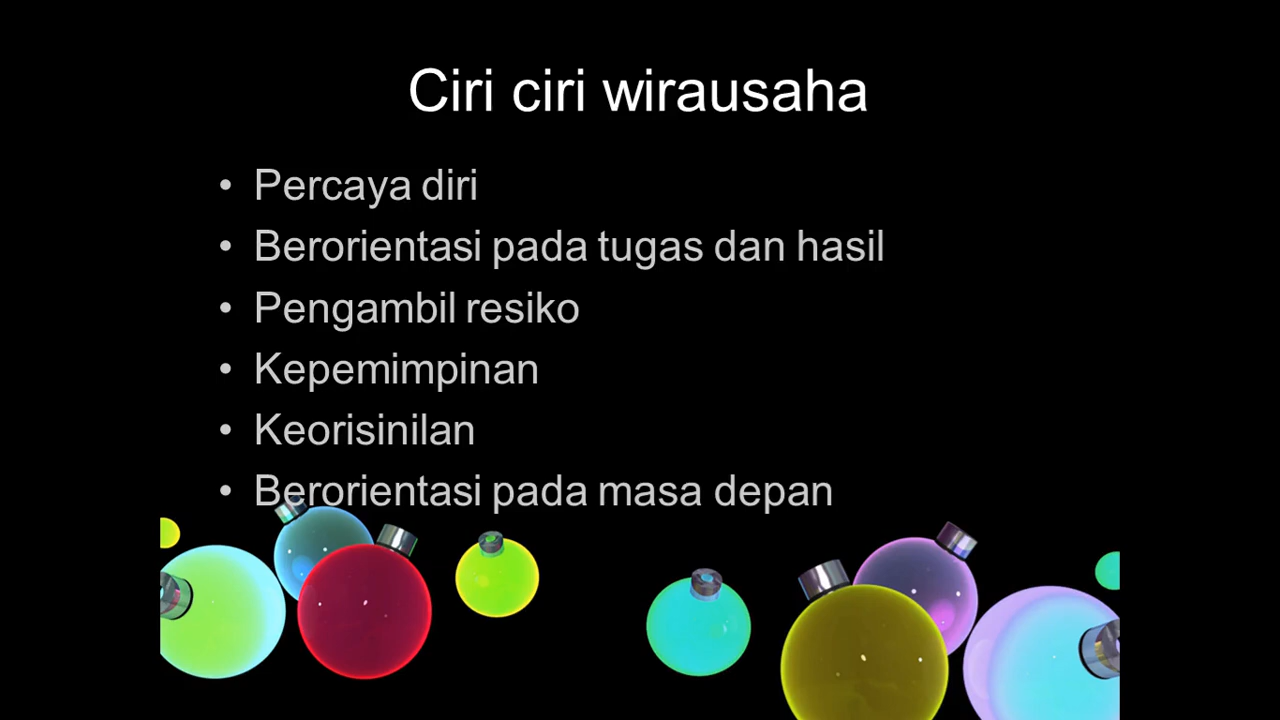 Ciri ciri wirausaha
• Percaya diri
• Berorientasi pada tugas dan hasil
• Pengambil resiko
• Kepemimpinan
• Keorisinilan
• Berorientasi pada masa depan